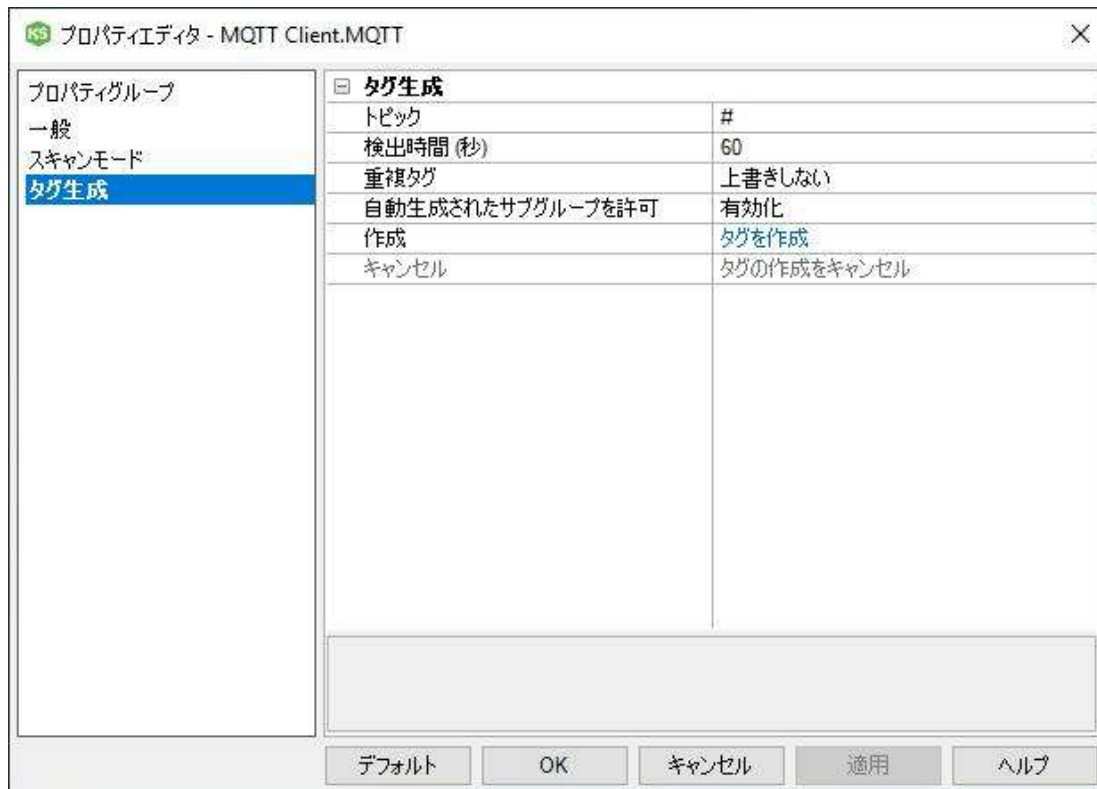 KS プロパティエディタ - MQTT Client.MQTT
プロパティグループ
一般
スキャンモード
タグ生成
タグ生成
トピック #
検出時間 (秒) 60
重複タグ 上書きしない
自動生成されたサブグループを許可 有効化
作成 タグを作成
キャンセル タグの作成をキャンセル
デフォルト OK キャンセル 適用 ヘルプ